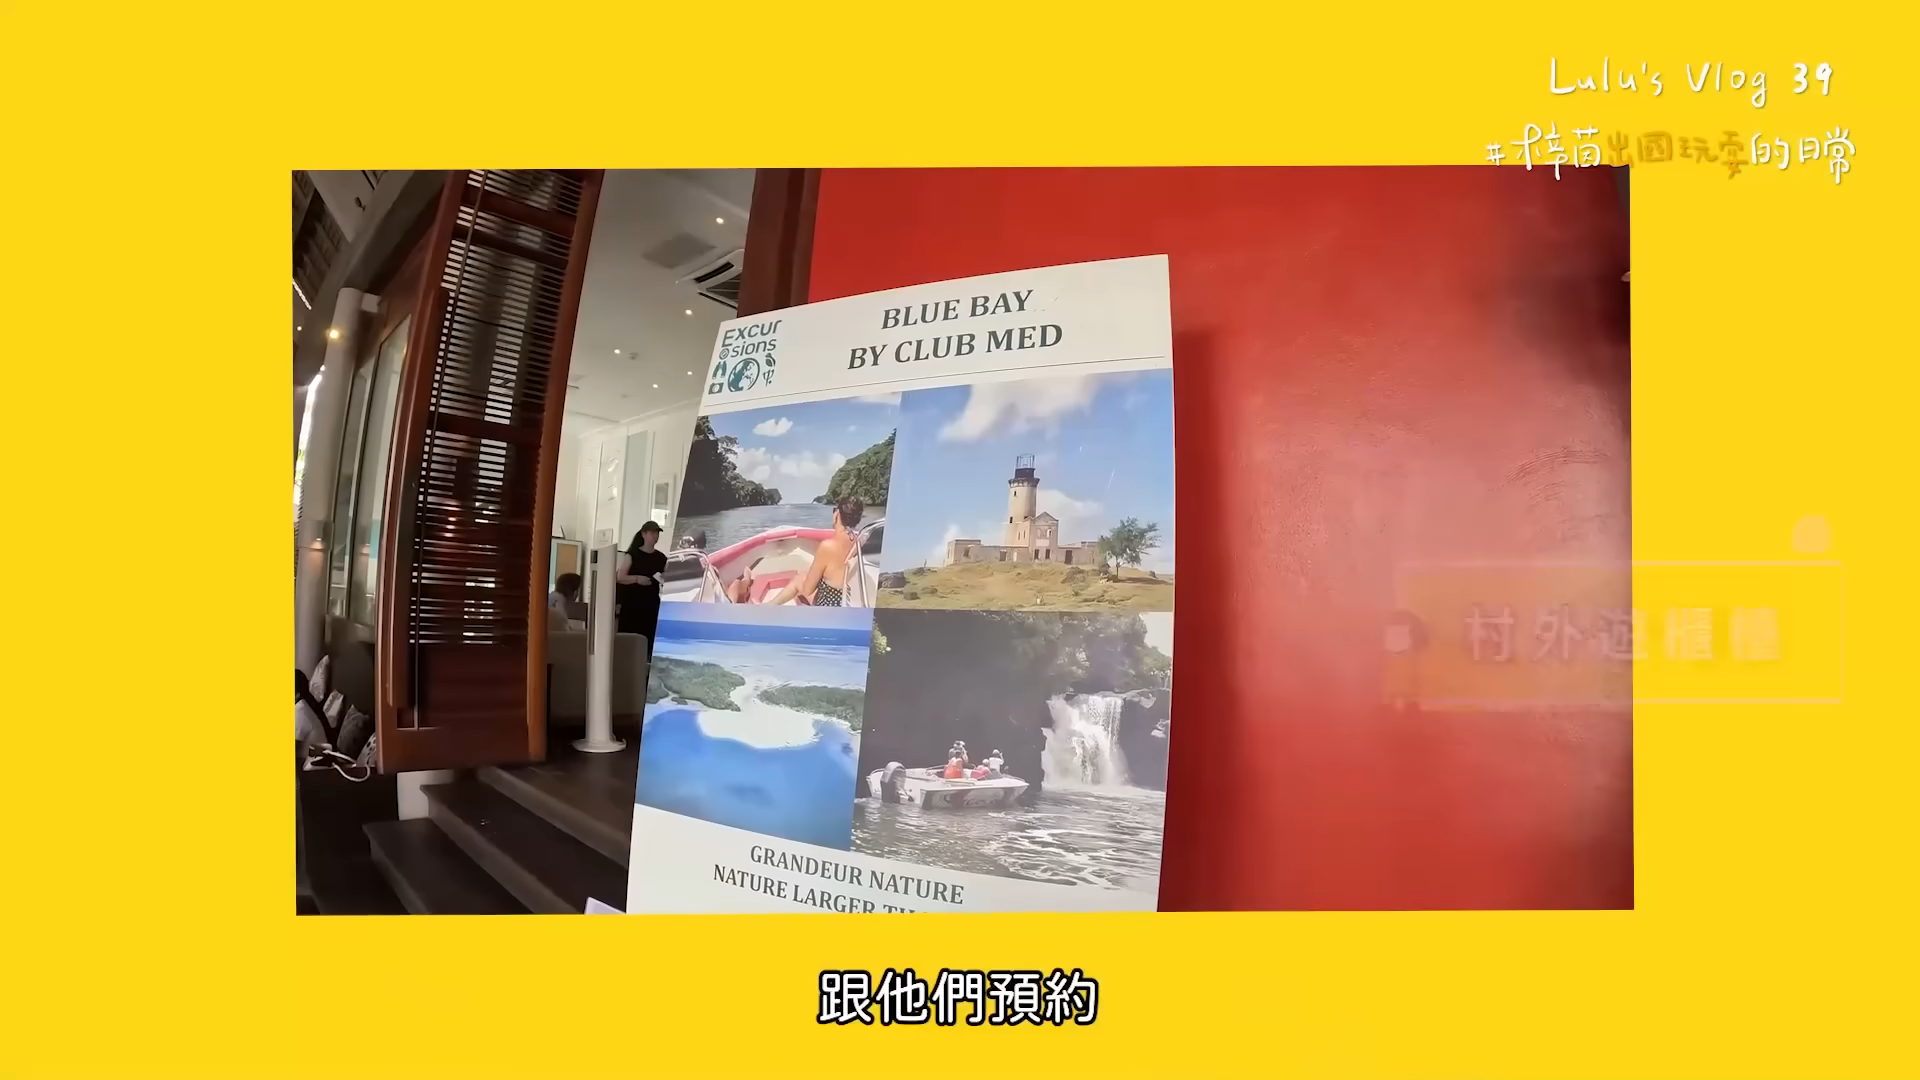 Lulu's Vlog 39
#梓茵出國玩耍的日常
Excur
sions
BLUE BAY
BY CLUB MED
村外遊櫃檯
GRANDEUR NATURE
NATURE LARGER
跟他們預約